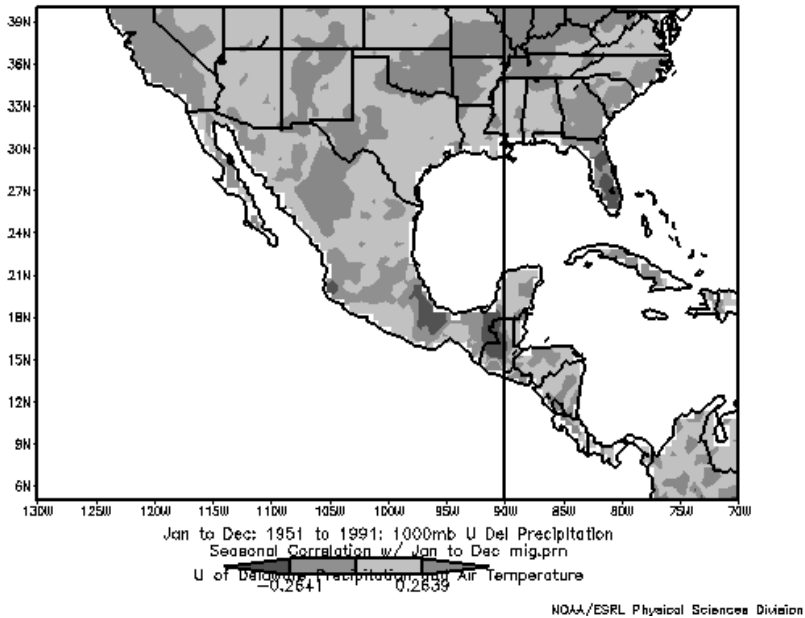 39N
36N
33N
30N
27N
24N
21N
18N
15N
12N
9N
6N
130W 125W 120W 115W 110W 105W 100W 95W 90W 85W 80W 75W 70W
Jan to Dec: 1951 to 1991: 1000mb U Del Precipitation
Seasonal Correlation w/ Jan to Dec mig.prn
U of Delaware Precipitation and Air Temperature
-0.2641 0.2639
NOAA/ESRL Physical Sciences Division